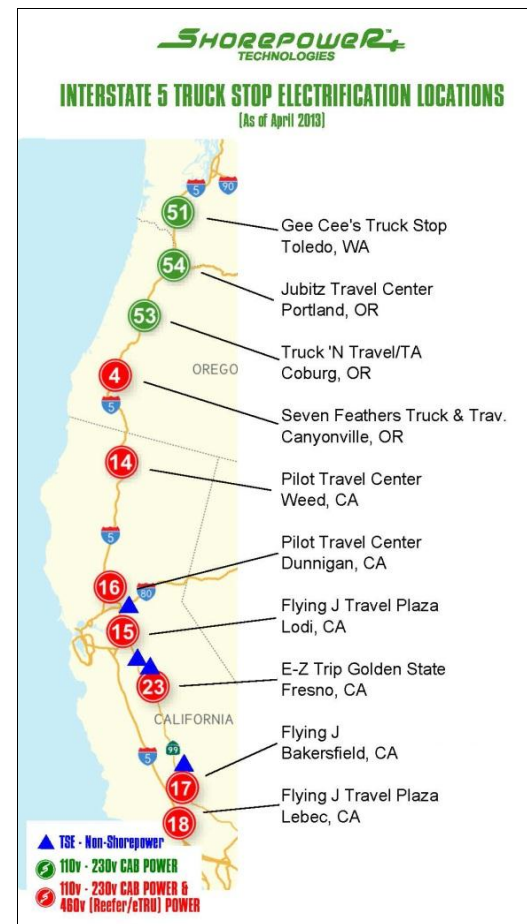 SHOREPOWER™
TECHNOLOGIES
INTERSTATE 5 TRUCK STOP ELECTRIFICATION LOCATIONS
(As of April 2013)
5
90
51
Gee Cee's Truck Stop
Toledo, WA
54
Jubitz Travel Center
Portland, OR
53
Truck 'N Travel/TA
Coburg, OR
OREGO
4
5
Seven Feathers Truck & Trav.
Canyonville, OR
14
Pilot Travel Center
Weed, CA
5
Pilot Travel Center
Dunnigan, CA
16
80
Flying J Travel Plaza
Lodi, CA
15
E-Z Trip Golden State
Fresno, CA
23
CALIFORNIA
99
5
Flying J
Bakersfield, CA
17
Flying J Travel Plaza
Lebec, CA
18
TSE - Non-Shorepower
110v - 230v CAB POWER
110v - 230v CAB POWER &
460v (Reefer/eTRU) POWER